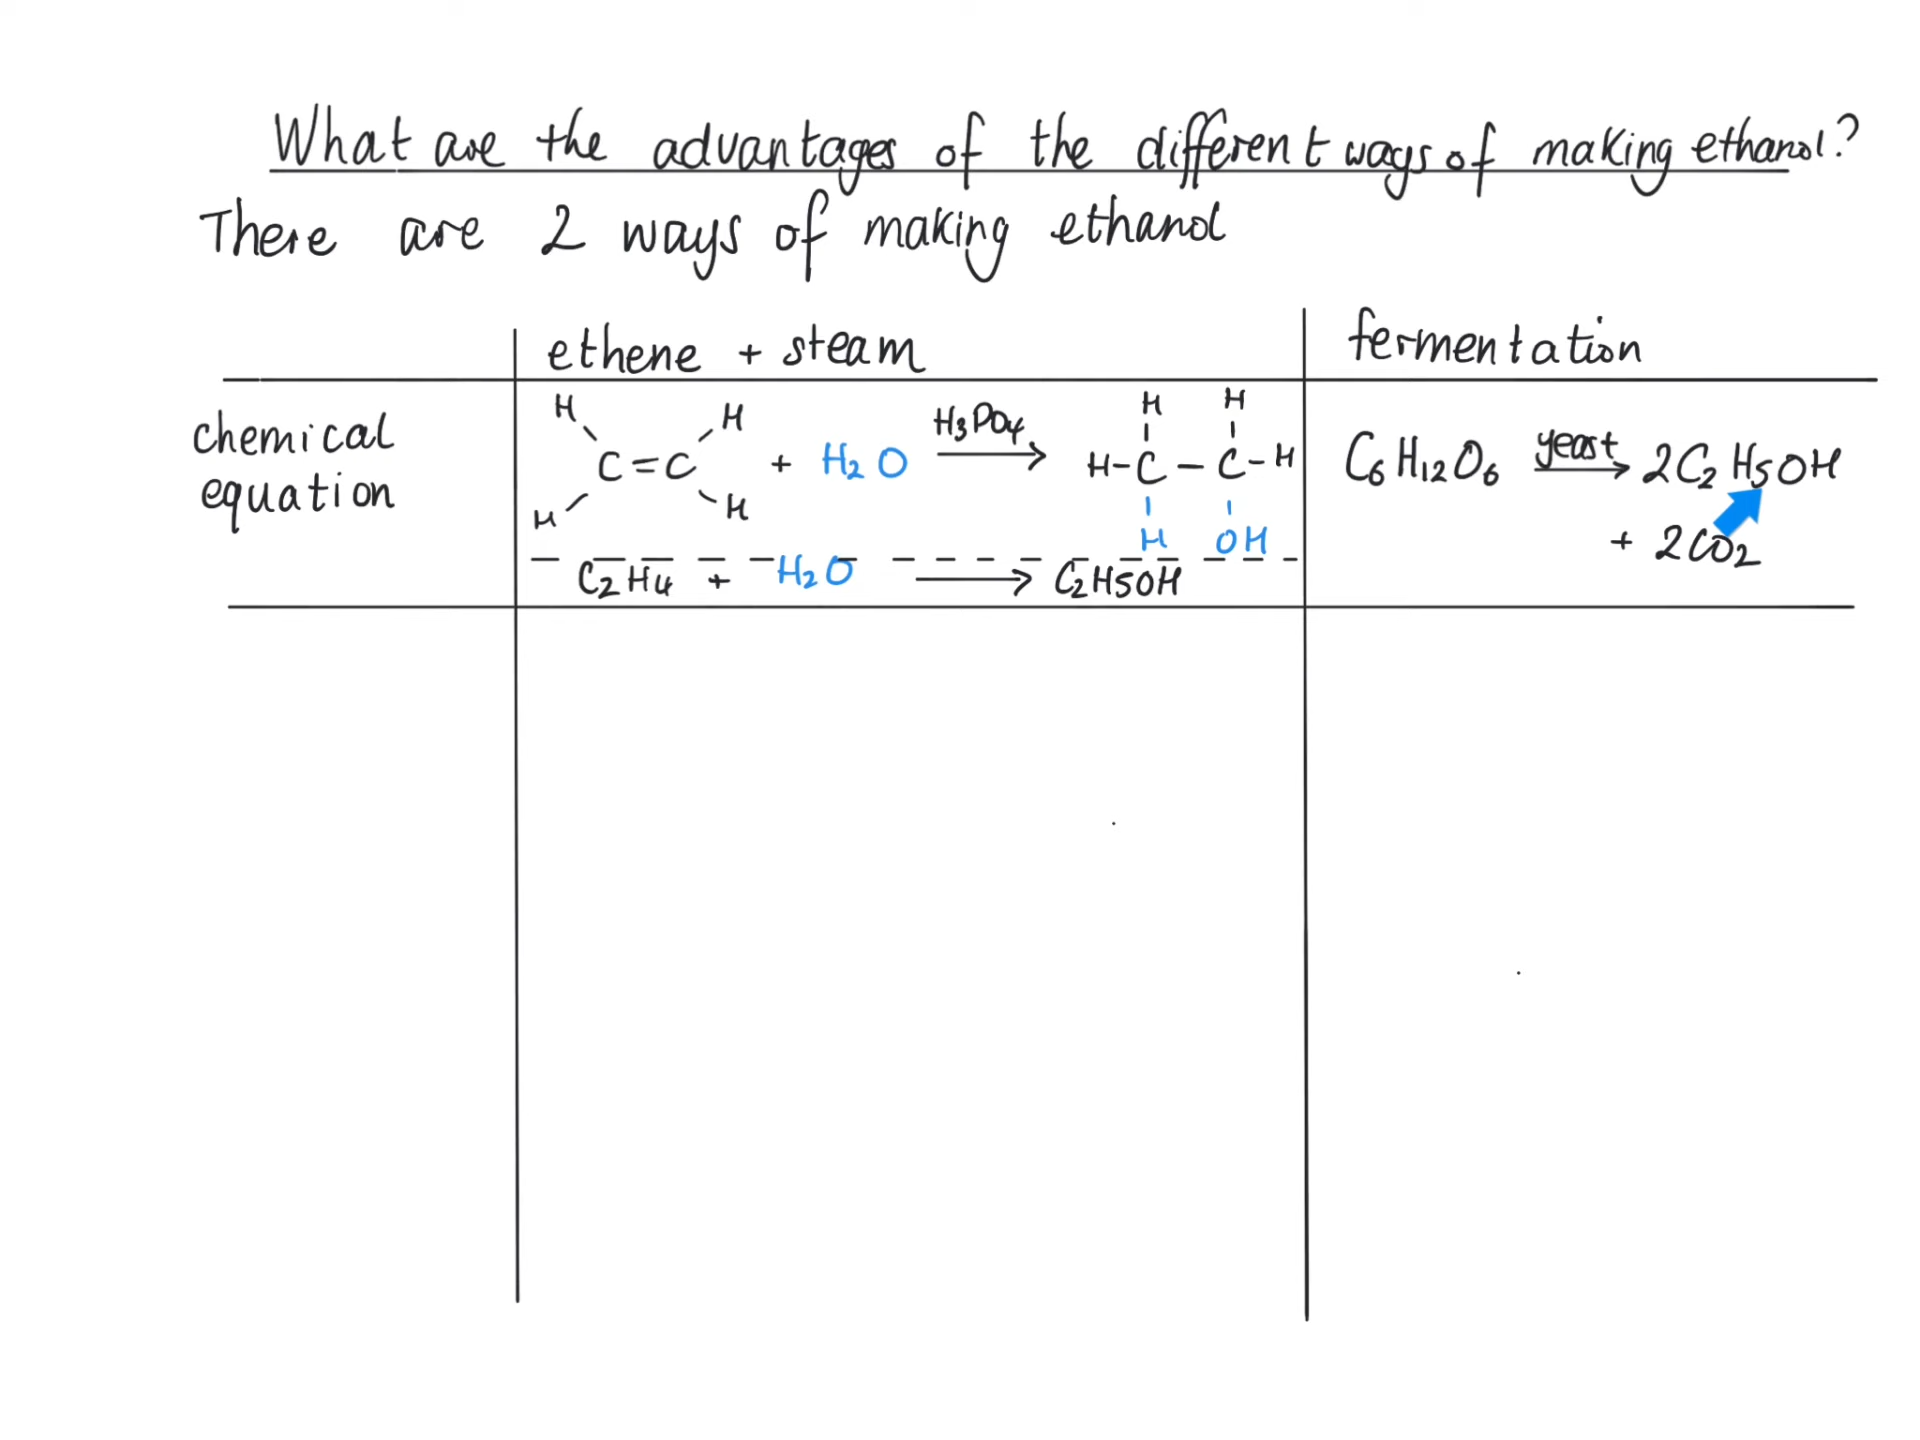 What are the advantages of the different ways of making ethanol?
There are 2 ways of making ethanol
ethene + steam
fermentation
chemical
equation
H H
C=C + H2O H3PO4 H-C-C-H
H H
H H
H OH
C2H4 + H2O → C2H5OH
C6H12O6 yeast → 2C2H5OH
+ 2CO2